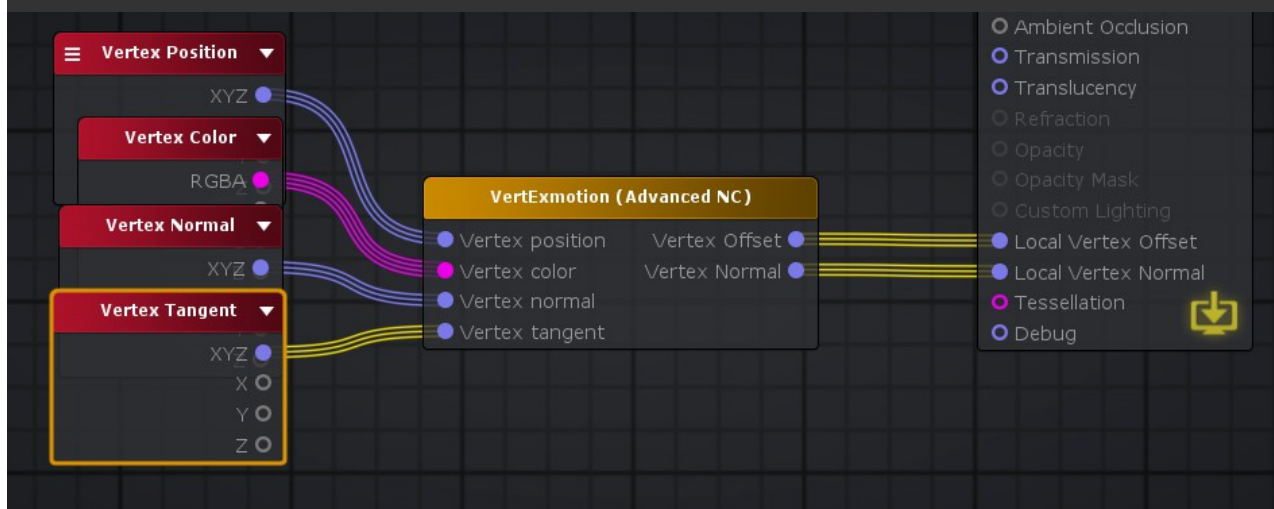 Vertex Position
XYZ
Vertex Color
RGBA
Z
Vertex Normal
XYZ
Vertex Tangent
XYZ
X
Y
Z
VertExmotion (Advanced NC)
Vertex position
Vertex Offset
Vertex color
Vertex Normal
Vertex normal
Vertex tangent
Ambient Occlusion
Transmission
Translucency
Refraction
Opacity
Opacity Mask
Custom Lighting
Local Vertex Offset
Local Vertex Normal
Tessellation
Debug